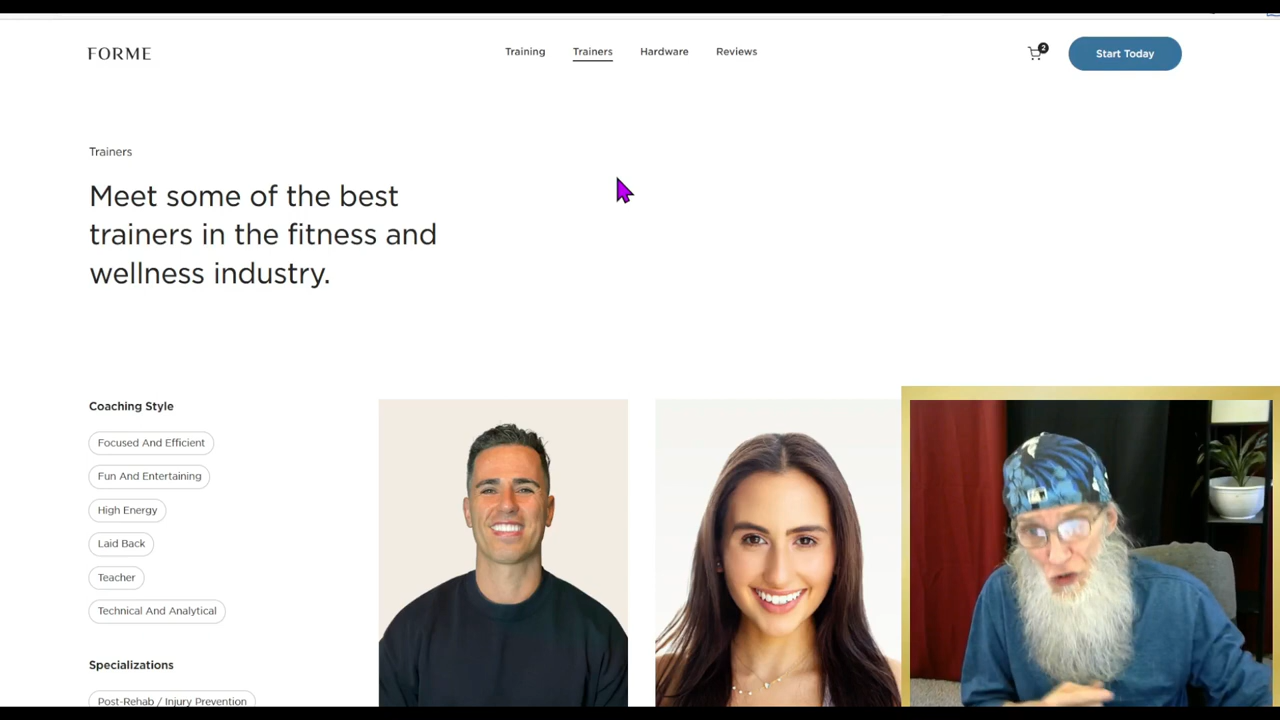 FORME
Training
Trainers
Hardware
Reviews
2
Start Today
Trainers
Meet some of the best
trainers in the fitness and
wellness industry.
Coaching Style
Focused And Efficient
Fun And Entertaining
High Energy
Laid Back
Teacher
Technical And Analytical
Specializations
Post-Rehab / Injury Prevention